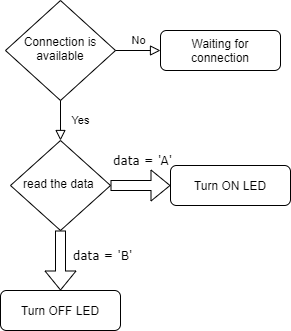 Connection is
available
No
Waiting for
connection
Yes
data = 'A'
read the data
Turn ON LED
data = 'B'
Turn OFF LED